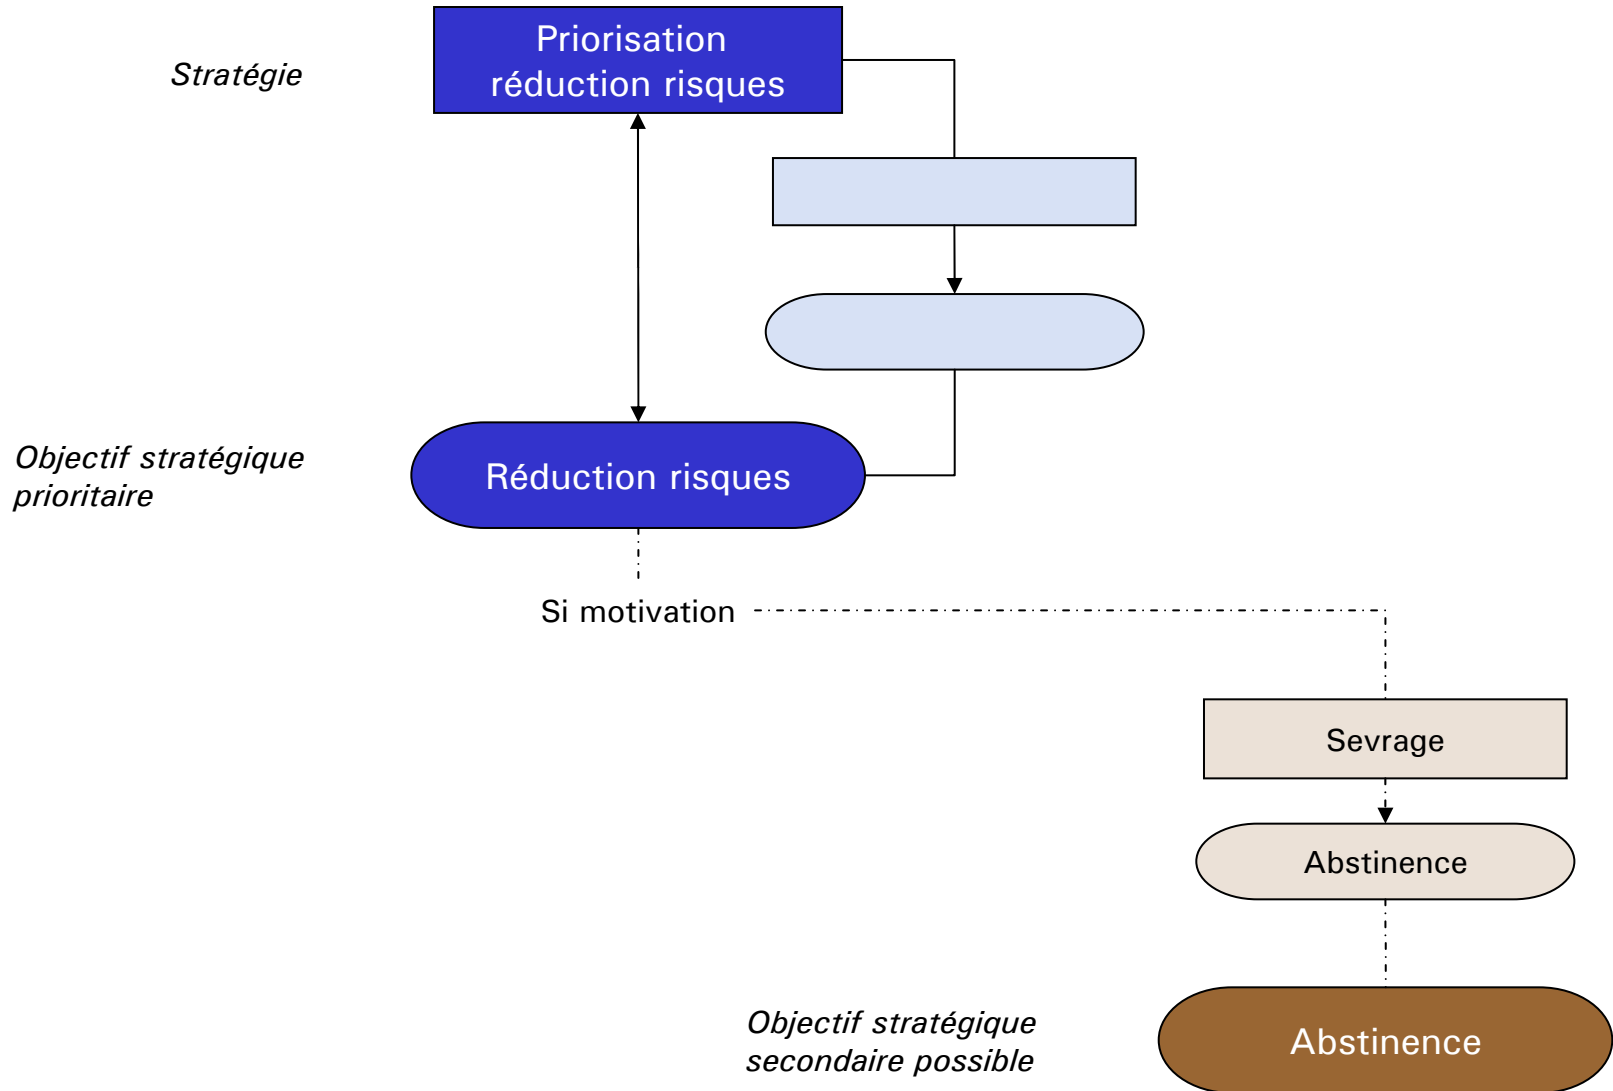 Stratégie
Priorisation
réduction risques
Objectif stratégique
prioritaire
Réduction risques
Si motivation
Sevrage
Abstinence
Objectif stratégique
secondaire possible
Abstinence